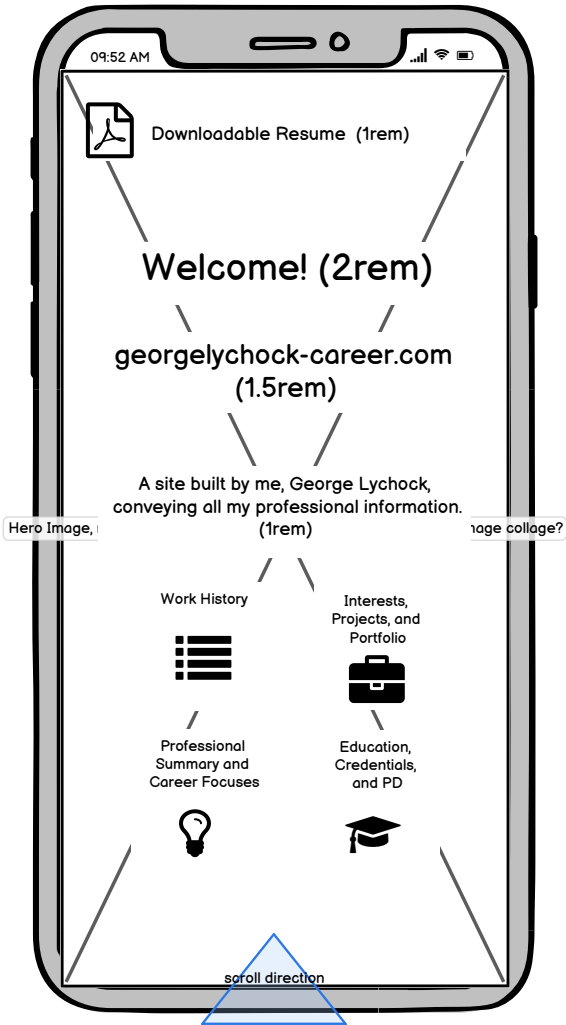 09:52 AM
Downloadable Resume (1rem)
Welcome! (2rem)
georgelychock-career.com
(1.5rem)
A site built by me, George Lychock,
conveying all my professional information.
(1rem)
Hero Image,
collage?
Work History
Interests,
Projects, and
Portfolio
Professional
Summary and
Career Focuses
Education,
Credentials,
and PD
scroll direction